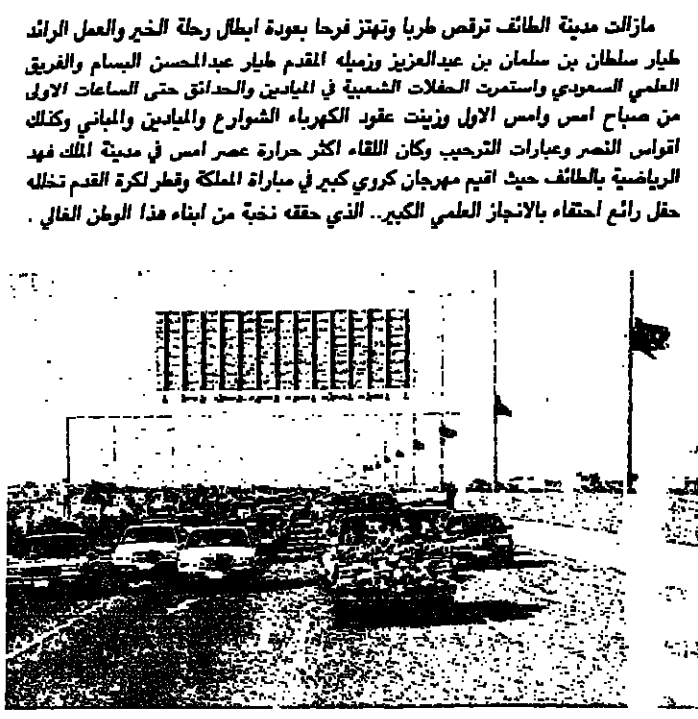 مازالت مدينة الطائف ترقص طربا وتهتز فرحا بعودة ابطال رحلة الخير والعمل الرائد
طيار سلطان بن سلمان بن عبدالعزيز وزميله المقدم طيار عبدالمحسن البسام والفريق
العلمي السعودي واستمرت الحفلات الشعبية في الميادين والحدائق حتى الساعات الاولى
من صباح امس وامس الاول وزينت عقود الكهرباء الشوارع والميادين والمباني وكذلك
اقواس النصر وعبارات الترحيب وكان اللقاء اكثر حرارة عصر امس في مدينة الملك فهد
الرياضية بالطائف حيث اقيم مهرجان كروي كبير في مباراة المملكة وقطر لكرة القدم تخلله
حفل رائع احتفاء بالانجاز العلمي الكبير.. الذي حققه نخبة من ابناء هذا الوطن الغالي .